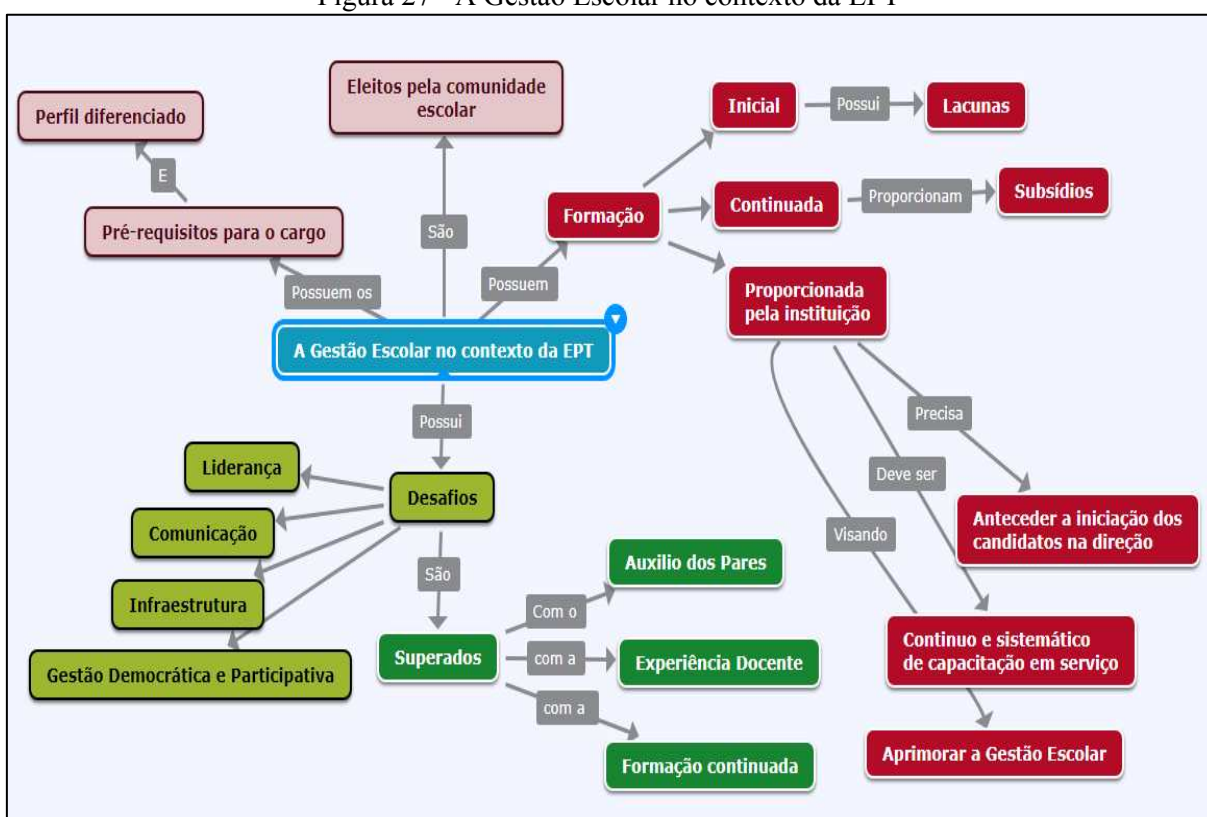 Figura 27 - A Gestão Escolar no contexto da EPT
Eleitos pela comunidade
escolar
Perfil diferenciado
E
Pré-requisitos para o cargo
Possuem os
São
Possuem
Formação
Inicial
Possui
Lacunas
Continuada
Proporcionam
Subsídios
Proporcionada
pela instituição
A Gestão Escolar no contexto da EPT
Possui
Desafios
Liderança
Comunicação
Infraestrutura
Gestão Democrática e Participativa
São
Superados
Com o
Auxilio dos Pares
com a
Experiência Docente
com a
Formação continuada
Precisa
Anteceder a iniciação dos
candidatos na direção
Deve ser
Continuo e sistemático
de capacitação em serviço
Visando
Aprimorar a Gestão Escolar